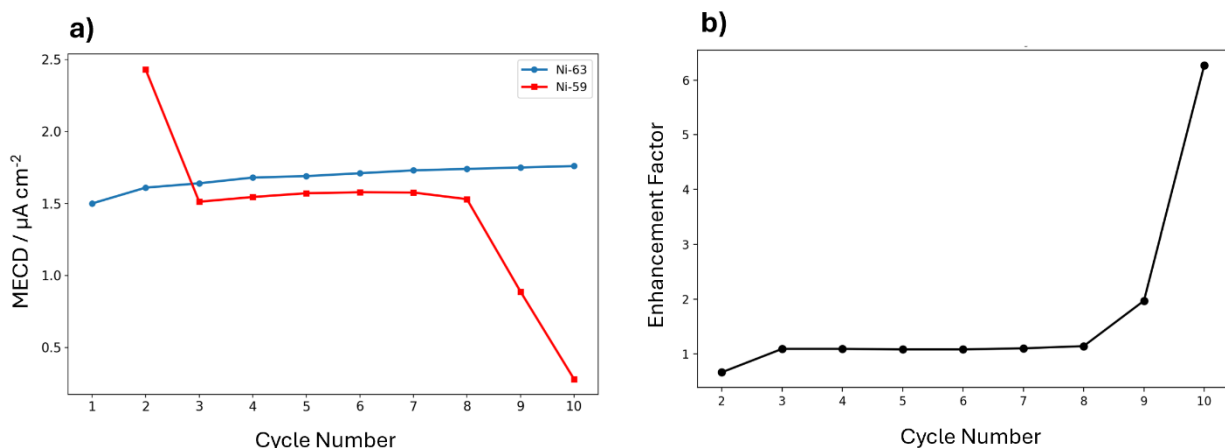 a)
2.5
2.0
1.5
1.0
0.5
MECD / µA cm⁻²
Ni-63
Ni-59
1 2 3 4 5 6 7 8 9 10
Cycle Number
b)
6
5
4
3
2
1
Enhancement Factor
2 3 4 5 6 7 8 9 10
Cycle Number